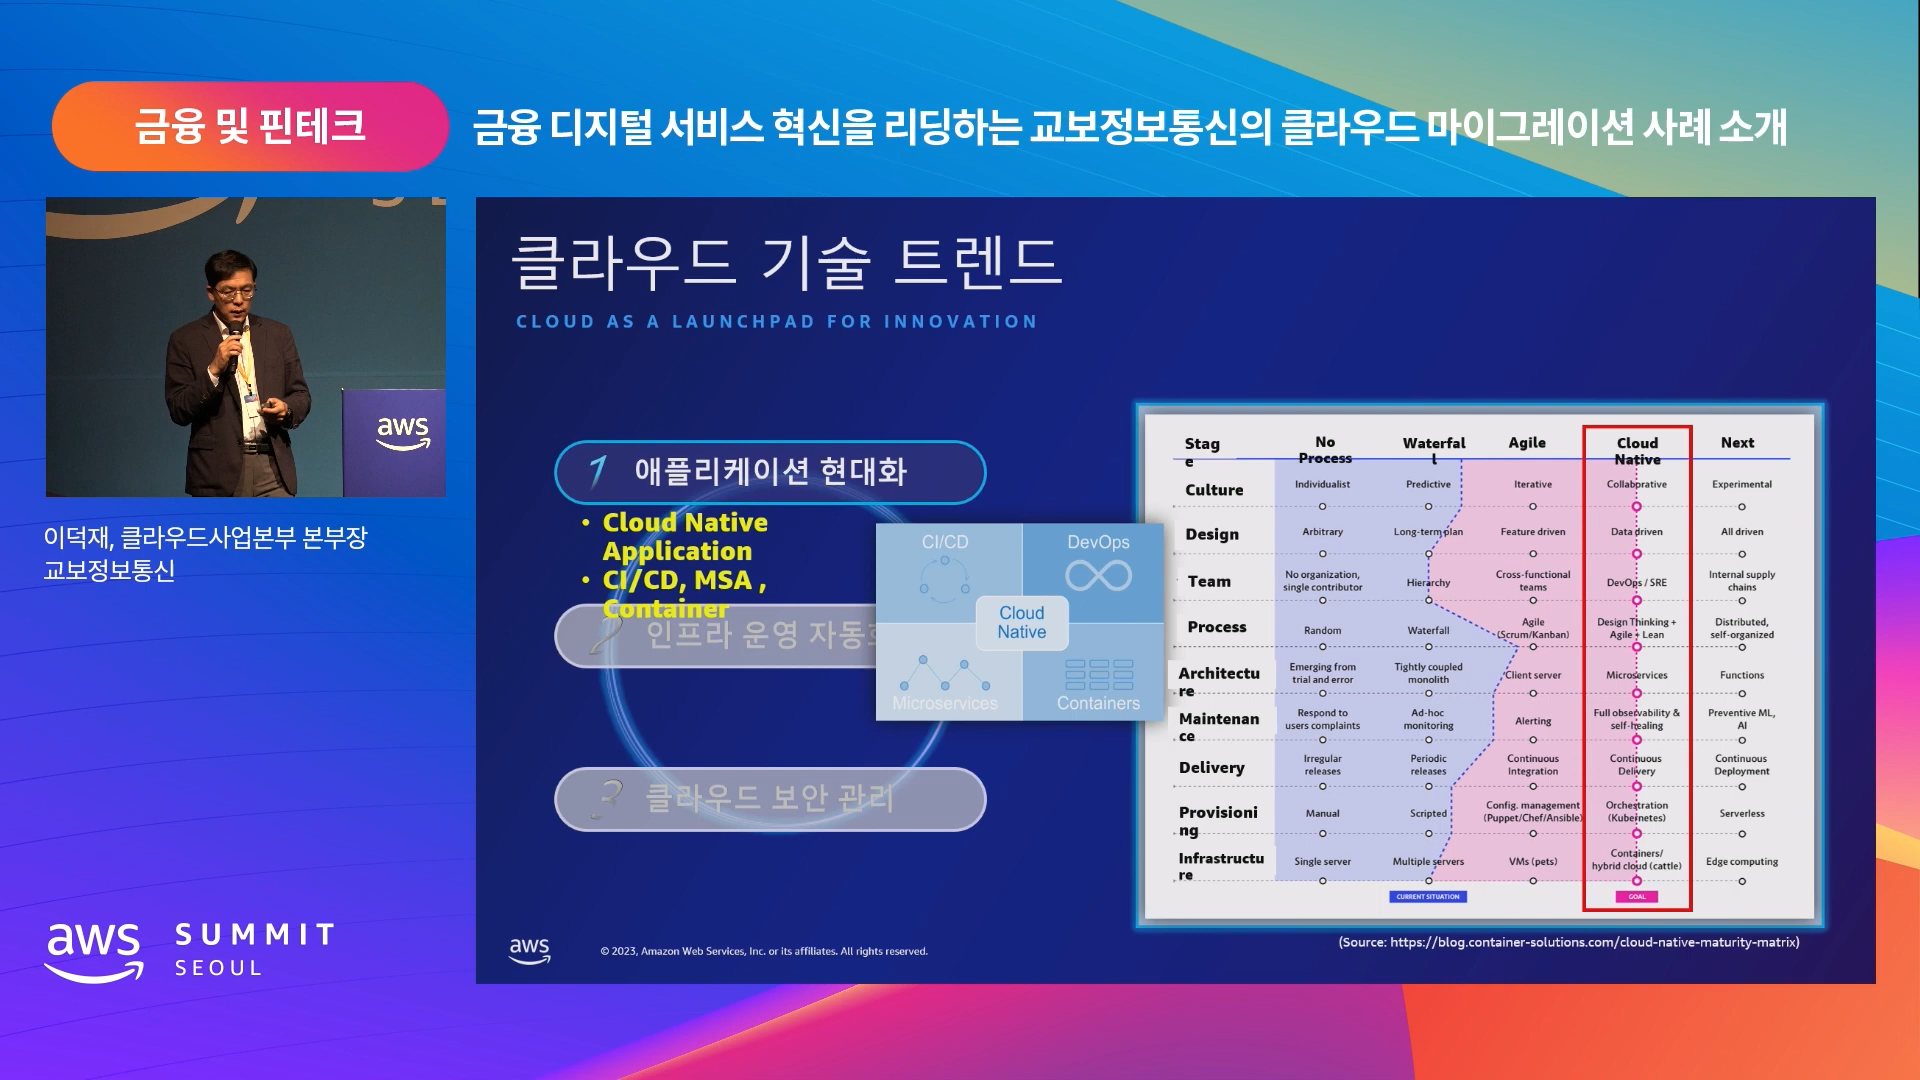 금융 및 핀테크
금융 디지털 서비스 혁신을 리딩하는 교보정보통신의 클라우드 마이그레이션 사례 소개
aws
이덕재, 클라우드사업본부 본부장
교보정보통신
aws SUMMIT
SEOUL
클라우드 기술 트렌드
CLOUD AS A LAUNCHPAD FOR INNOVATION
1 애플리케이션 현대화
• Cloud Native
Application
• CI/CD, MSA ,
Container
2 인프라 운영 자동화
3 클라우드 보안 관리
CI/CD DevOps
Cloud
Native
Microservices Containers
Stag
e No
Process Waterfal
l Agile Cloud
Native Next
Culture Individualist Predictive Iterative Collaborative Experimental
Design Arbitrary Long-term plan Feature driven Data driven All driven
Team No organization,
single contributor Hierarchy Cross-functional
teams DevOps / SRE Internal supply
chains
Process Random Waterfall Agile
(Scrum/Kanban) Design Thinking +
Agile + Lean Distributed,
self-organized
Architectu
re Emerging from
trial and error Tightly coupled
monolith Client server Microservices Functions
Maintenan
ce Respond to
users complaints Ad-hoc
monitoring Alerting Full observability &
self-healing Preventive ML,
AI
Delivery Irregular
releases Periodic
releases Continuous
Integration Continuous
Delivery Continuous
Deployment
Provisioni
ng Manual Scripted Config. management
(Puppet/Chef/Ansible) Orchestration
(Kubernetes) Serverless
Infrastructu
re Single server Multiple servers VMs (pets) Containers/
hybrid cloud (cattle) Edge computing
CURRENT SITUATION GOAL
(Source: https://blog.container-solutions.com/cloud-native-maturity-matrix)
aws © 2023, Amazon Web Services, Inc. or its affiliates. All rights reserved.